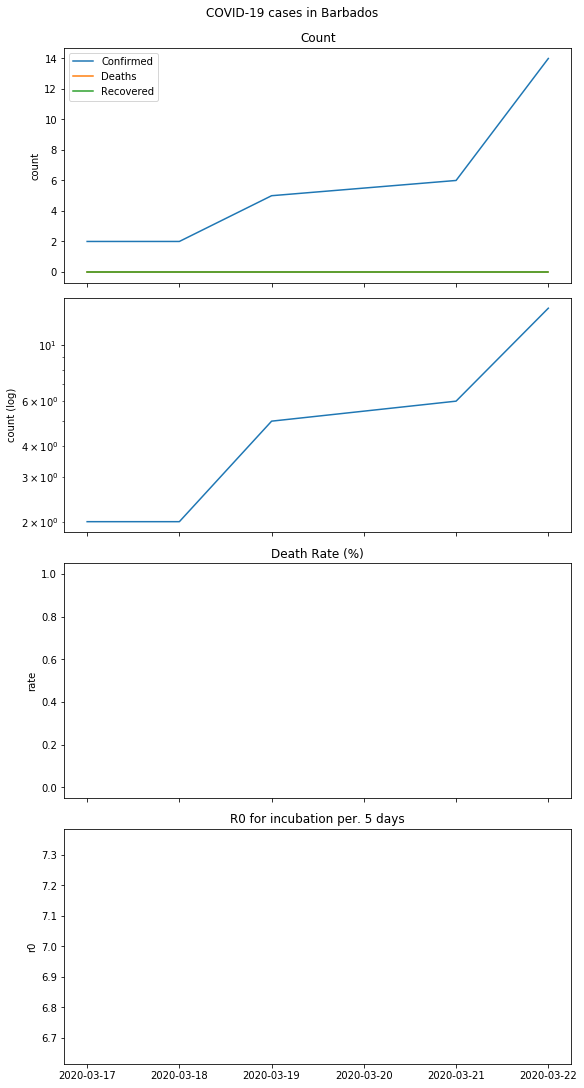 COVID-19 cases in Barbados
Count
Confirmed
Deaths
Recovered
14
12
10
8
6
4
2
0
count
10¹
6 × 10⁰
4 × 10⁰
3 × 10⁰
2 × 10⁰
count (log)
Death Rate (%)
1.0
0.8
0.6
0.4
0.2
0.0
rate
R0 for incubation per. 5 days
7.3
7.2
7.1
7.0
6.9
6.8
6.7
r0
2020-03-17 2020-03-18 2020-03-19 2020-03-20 2020-03-21 2020-03-22